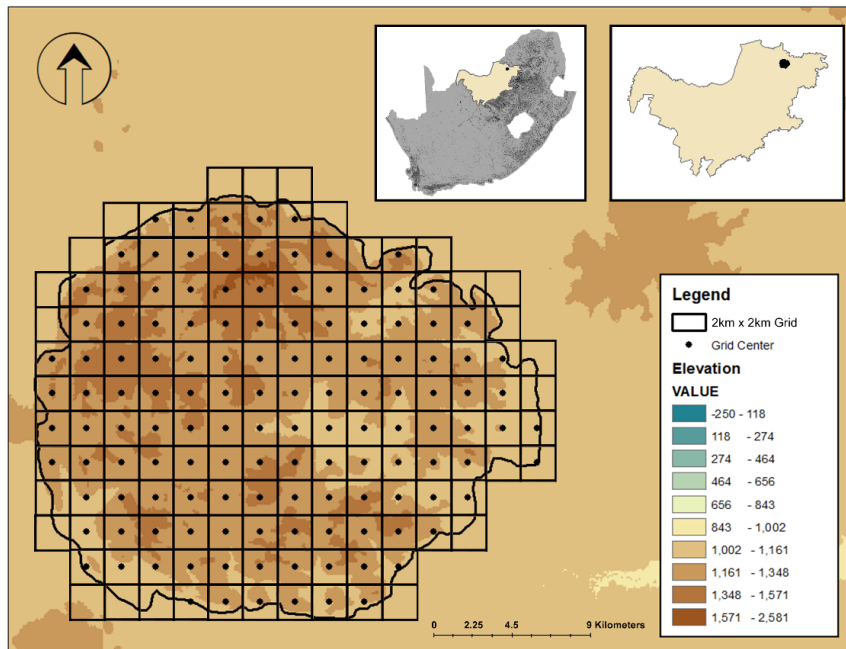 Legend
2km x 2km Grid
Grid Center
Elevation
VALUE
-250 - 118
118 - 274
274 - 464
464 - 656
656 - 843
843 - 1,002
1,002 - 1,161
1,161 - 1,348
1,348 - 1,571
1,571 - 2,581
0 2.25 4.5 9 Kilometers